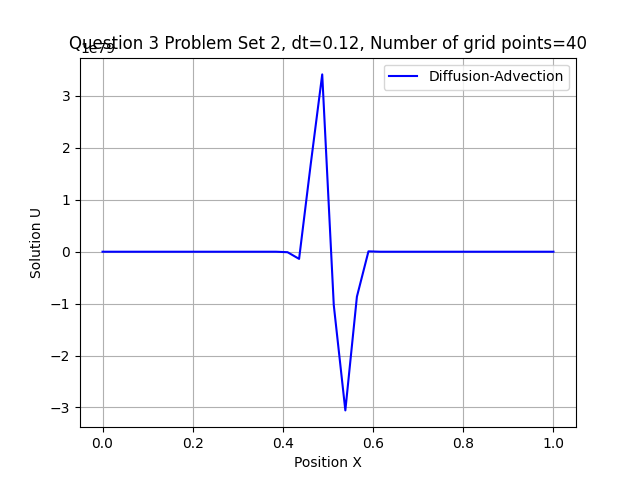 Question 3 Problem Set 2, dt=0.12, Number of grid points=40
1e79
Diffusion-Advection
3
2
1
0
−1
−2
−3
Solution U
0.0 0.2 0.4 0.6 0.8 1.0
Position X